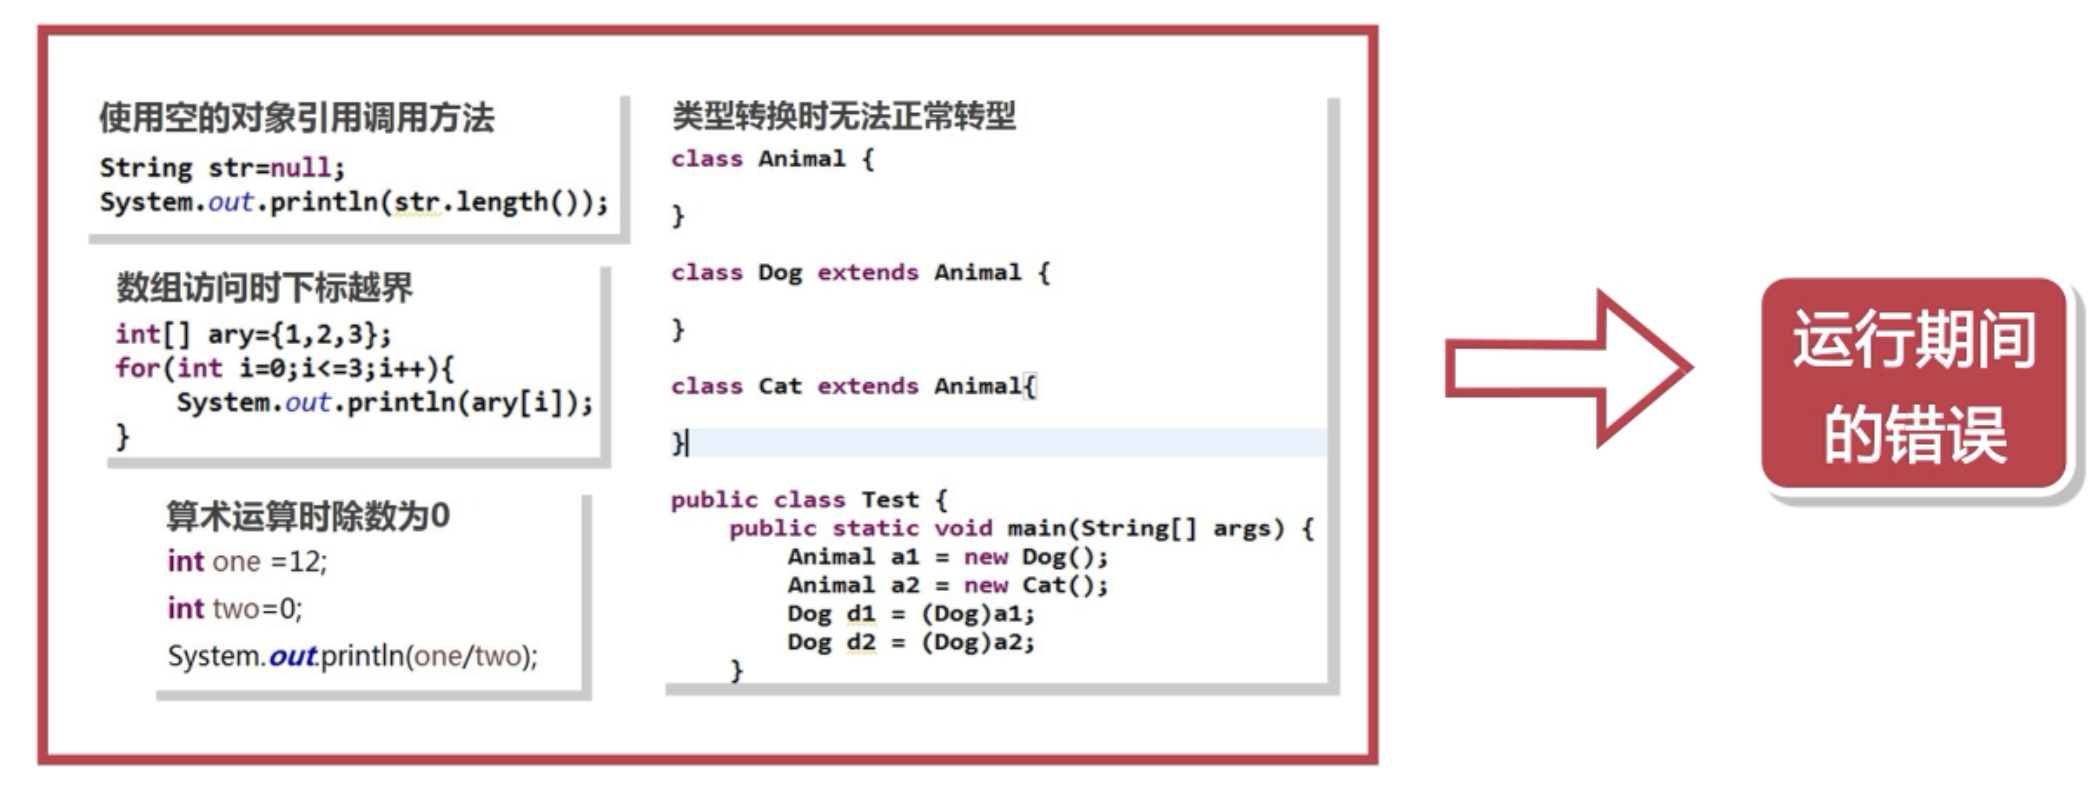 使用空的对象引用调用方法
String str=null;
System.out.println(str.length());
数组访问时下标越界
int[] ary={1,2,3};
for(int i=0;i<=3;i++){
    System.out.println(ary[i]);
}
算术运算时除数为0
int one =12;
int two=0;
System.out.println(one/two);
类型转换时无法正常转型
class Animal {
}
class Dog extends Animal {
}
class Cat extends Animal{
}
public class Test {
    public static void main(String[] args) {
        Animal a1 = new Dog();
        Animal a2 = new Cat();
        Dog d1 = (Dog)a1;
        Dog d2 = (Dog)a2;
    }
运行期间
的错误